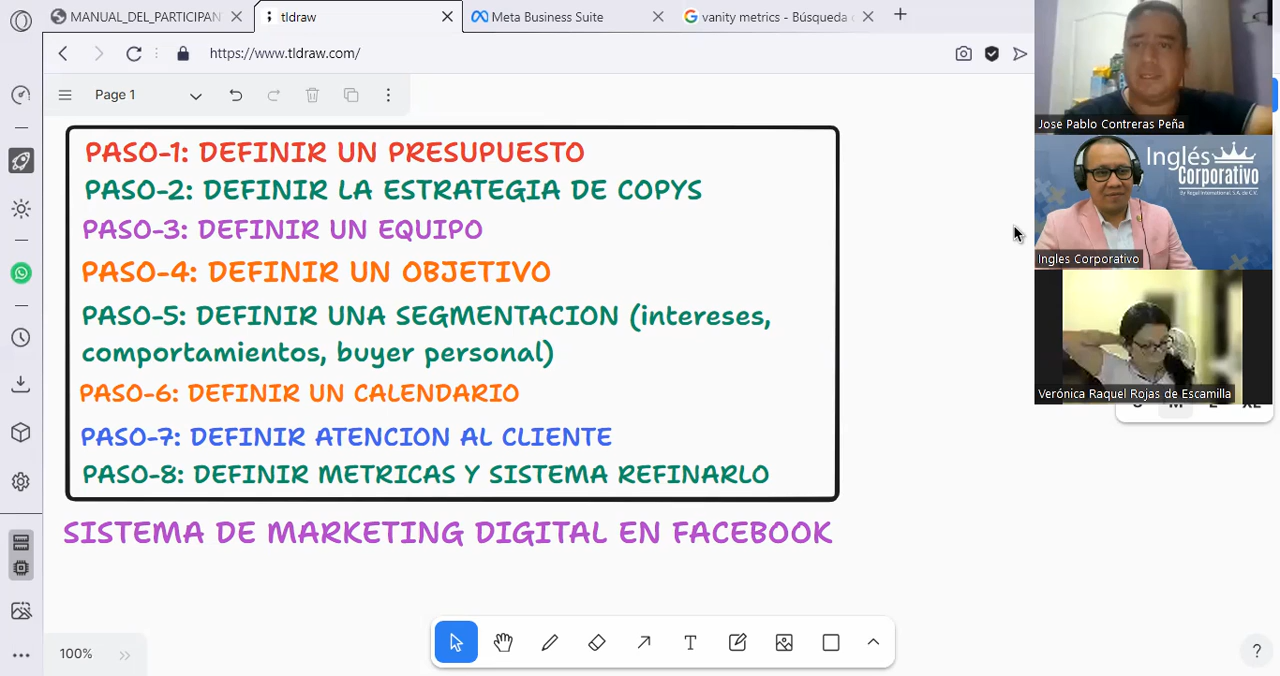 MANUAL_DEL_PARTICIPAN
tldraw
Meta Business Suite
vanity metrics - Búsqueda
https://www.tldraw.com/
Page 1
PASO-1: DEFINIR UN PRESUPUESTO
PASO-2: DEFINIR LA ESTRATEGIA DE COPYS
PASO-3: DEFINIR UN EQUIPO
PASO-4: DEFINIR UN OBJETIVO
PASO-5: DEFINIR UNA SEGMENTACION (intereses,
comportamientos, buyer personal)
PASO-6: DEFINIR UN CALENDARIO
PASO-7: DEFINIR ATENCION AL CLIENTE
PASO-8: DEFINIR METRICAS Y SISTEMA REFINARLO
SISTEMA DE MARKETING DIGITAL EN FACEBOOK
Jose Pablo Contreras Peña
Inglés
Corporativo
By Regal International, S.A. de C.V.
Ingles Corporativo
Verónica Raquel Rojas de Escamilla
100%
?